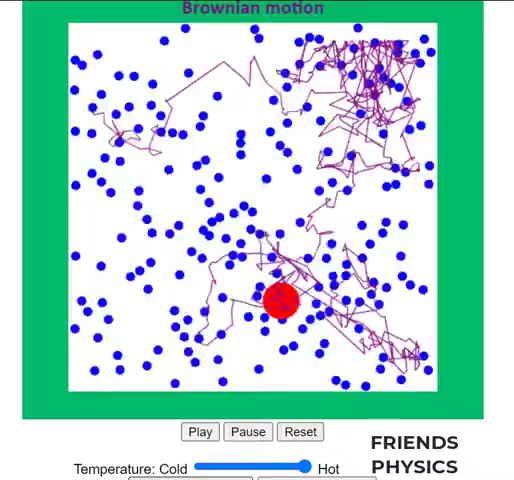 Brownian motion
Play Pause Reset
Temperature: Cold Hot
FRIENDS
PHYSICS